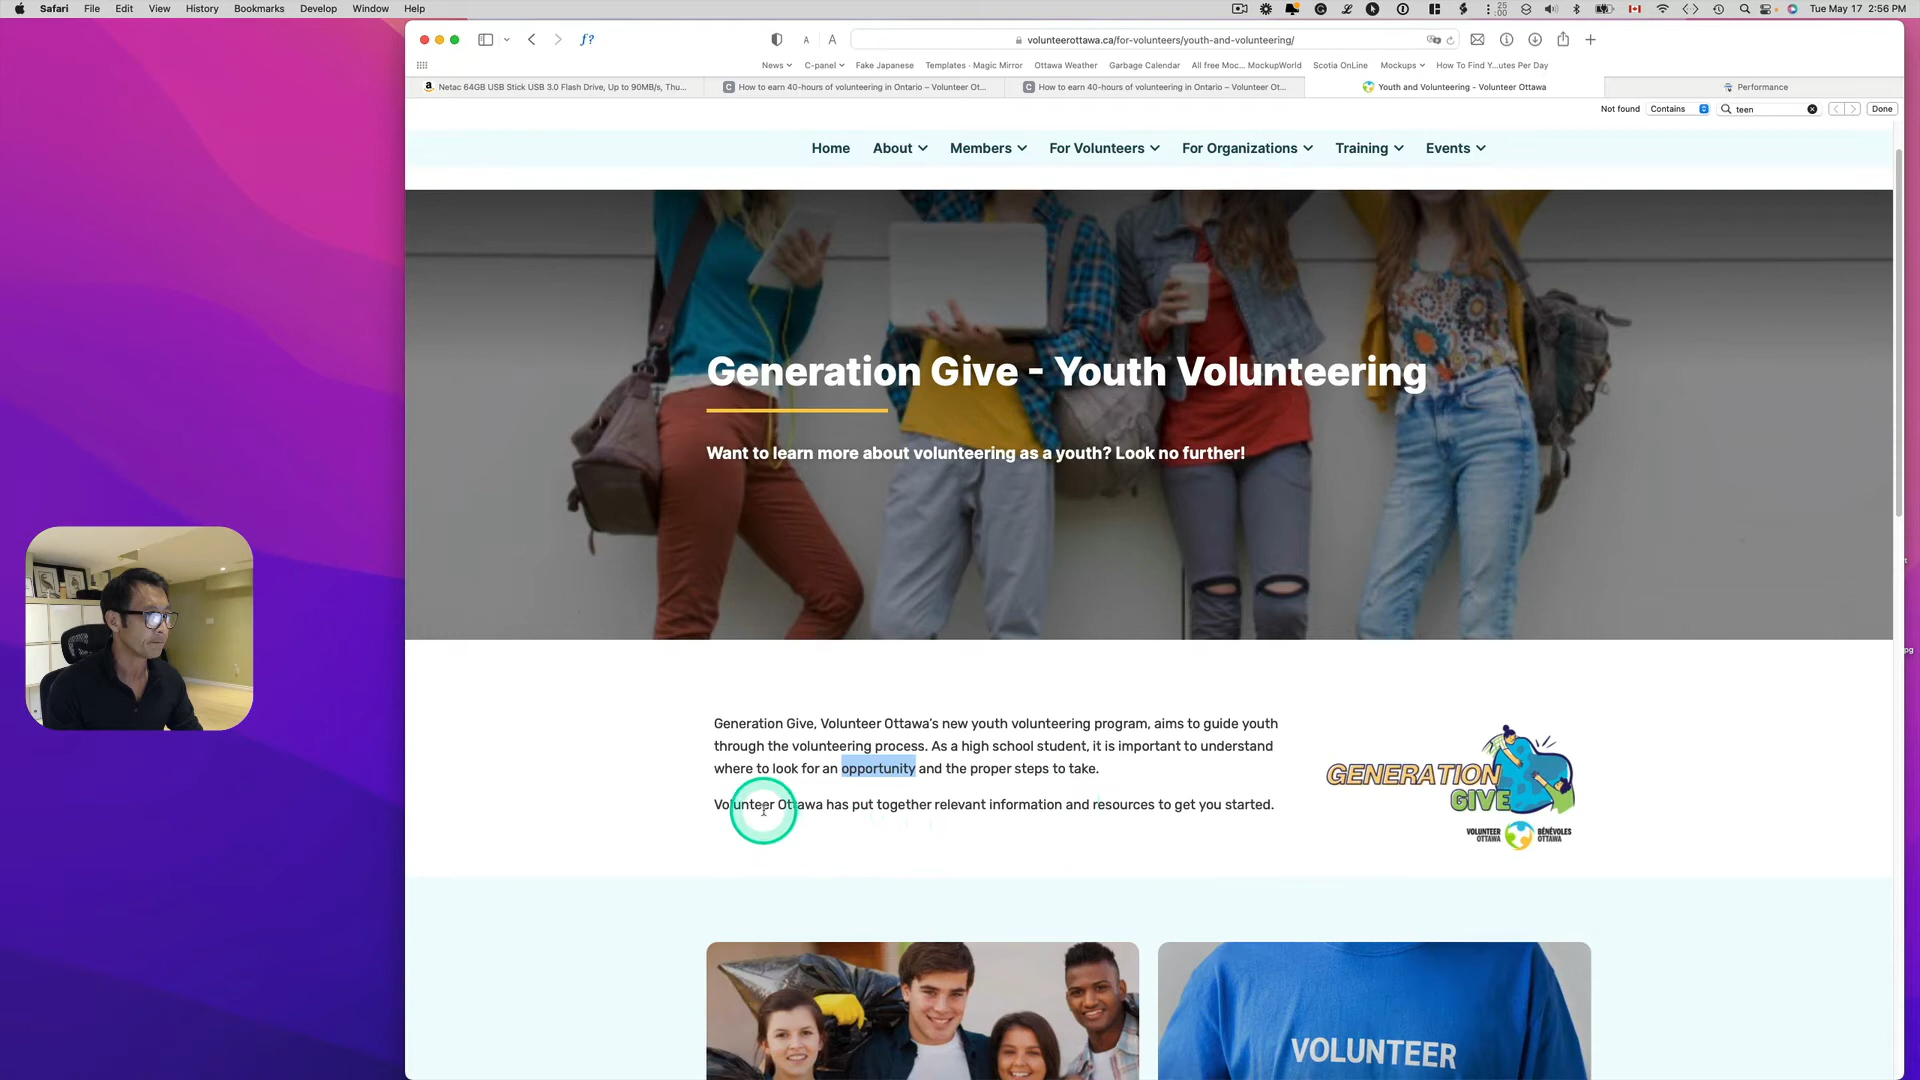 Safari File Edit View History Bookmarks Develop Window Help 25 :00 Tue May 17 2:56 PM
f? A A volunteerottawa.ca/for-volunteers/youth-and-volunteering/
News C-panel Fake Japanese Templates · Magic Mirror Ottawa Weather Garbage Calendar All free Moc... MockupWorld Scotia OnLine Mockups How To Find Y...utes Per Day
Netac 64GB USB Stick USB 3.0 Flash Drive, Up to 90MB/s, Thu... How to earn 40-hours of volunteering in Ontario – Volunteer Ot... How to earn 40-hours of volunteering in Ontario – Volunteer Ot... Youth and Volunteering - Volunteer Ottawa Performance
Not found Contains teen Done
Home About Members For Volunteers For Organizations Training Events
Generation Give - Youth Volunteering
Want to learn more about volunteering as a youth? Look no further!
Generation Give, Volunteer Ottawa's new youth volunteering program, aims to guide youth
through the volunteering process. As a high school student, it is important to understand
where to look for an opportunity and the proper steps to take.
Volunteer Ottawa has put together relevant information and resources to get you started.
GENERATION
GIVE
VOLUNTEER OTTAWA BÉNÉVOLES OTTAWA
VOLUNTEER